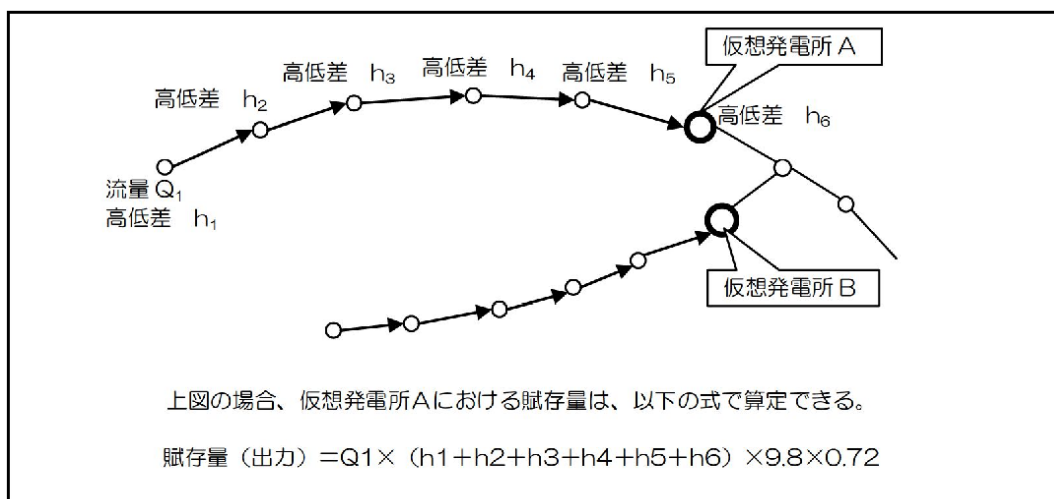 仮想発電所A
高低差 h₂
高低差 h₃
高低差 h₄
高低差 h₅
高低差 h₆
流量Q₁
高低差 h₁
仮想発電所B
上図の場合、仮想発電所Aにおける賦存量は、以下の式で算定できる。
賦存量（出力）＝Q1×（h1+h2+h3+h4+h5+h6）×9.8×0.72